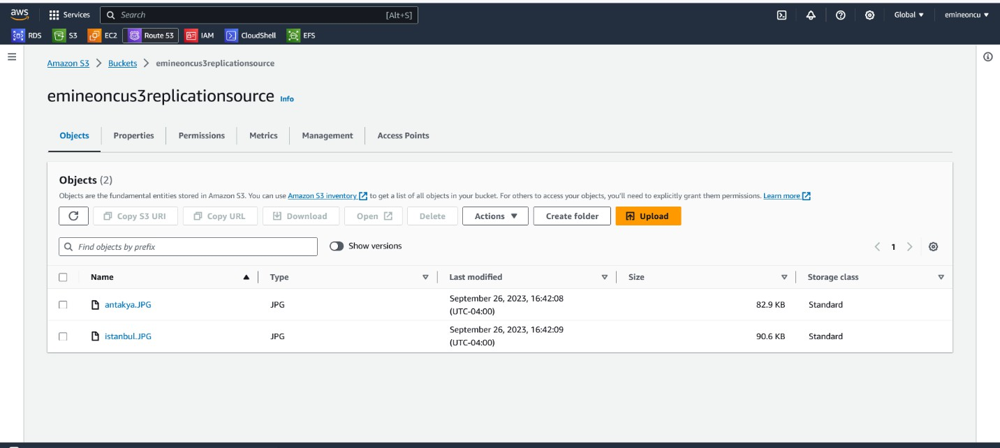 aws Services Search [Alt+S] Global ▼ emineoncu ▼
RDS S3 EC2 Route 53 IAM CloudShell EFS
Amazon S3 > Buckets > emineoncus3replicationsource
emineoncus3replicationsource Info
Objects Properties Permissions Metrics Management Access Points
Objects (2)
Objects are the fundamental entities stored in Amazon S3. You can use Amazon S3 inventory to get a list of all objects in your bucket. For others to access your objects, you'll need to explicitly grant them permissions. Learn more
Copy S3 URI Copy URL Download Open Delete Actions ▼ Create folder Upload
Find objects by prefix Show versions < 1 >
Name Type Last modified Size Storage class
antakya.JPG JPG September 26, 2023, 16:42:08 82.9 KB Standard
(UTC-04:00)
istanbul.JPG JPG September 26, 2023, 16:42:09 90.6 KB Standard
(UTC-04:00)